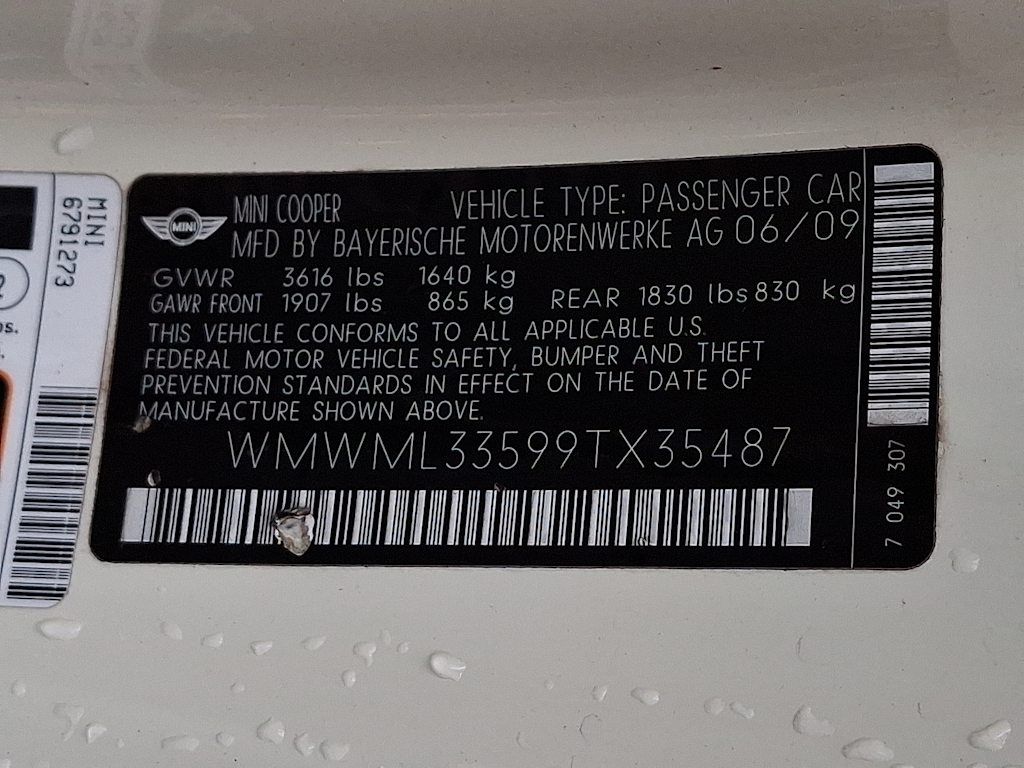 MINI
6791273
os.
MINI
MINI COOPER VEHICLE TYPE: PASSENGER CAR
MFD BY BAYERISCHE MOTORENWERKE AG 06/09
GVWR 3616 lbs 1640 kg
GAWR FRONT 1907 lbs 865 kg REAR 1830 lbs 830 kg
THIS VEHICLE CONFORMS TO ALL APPLICABLE U.S.
FEDERAL MOTOR VEHICLE SAFETY, BUMPER AND THEFT
PREVENTION STANDARDS IN EFFECT ON THE DATE OF
MANUFACTURE SHOWN ABOVE.
WMWML33599TX35487
7 049 307